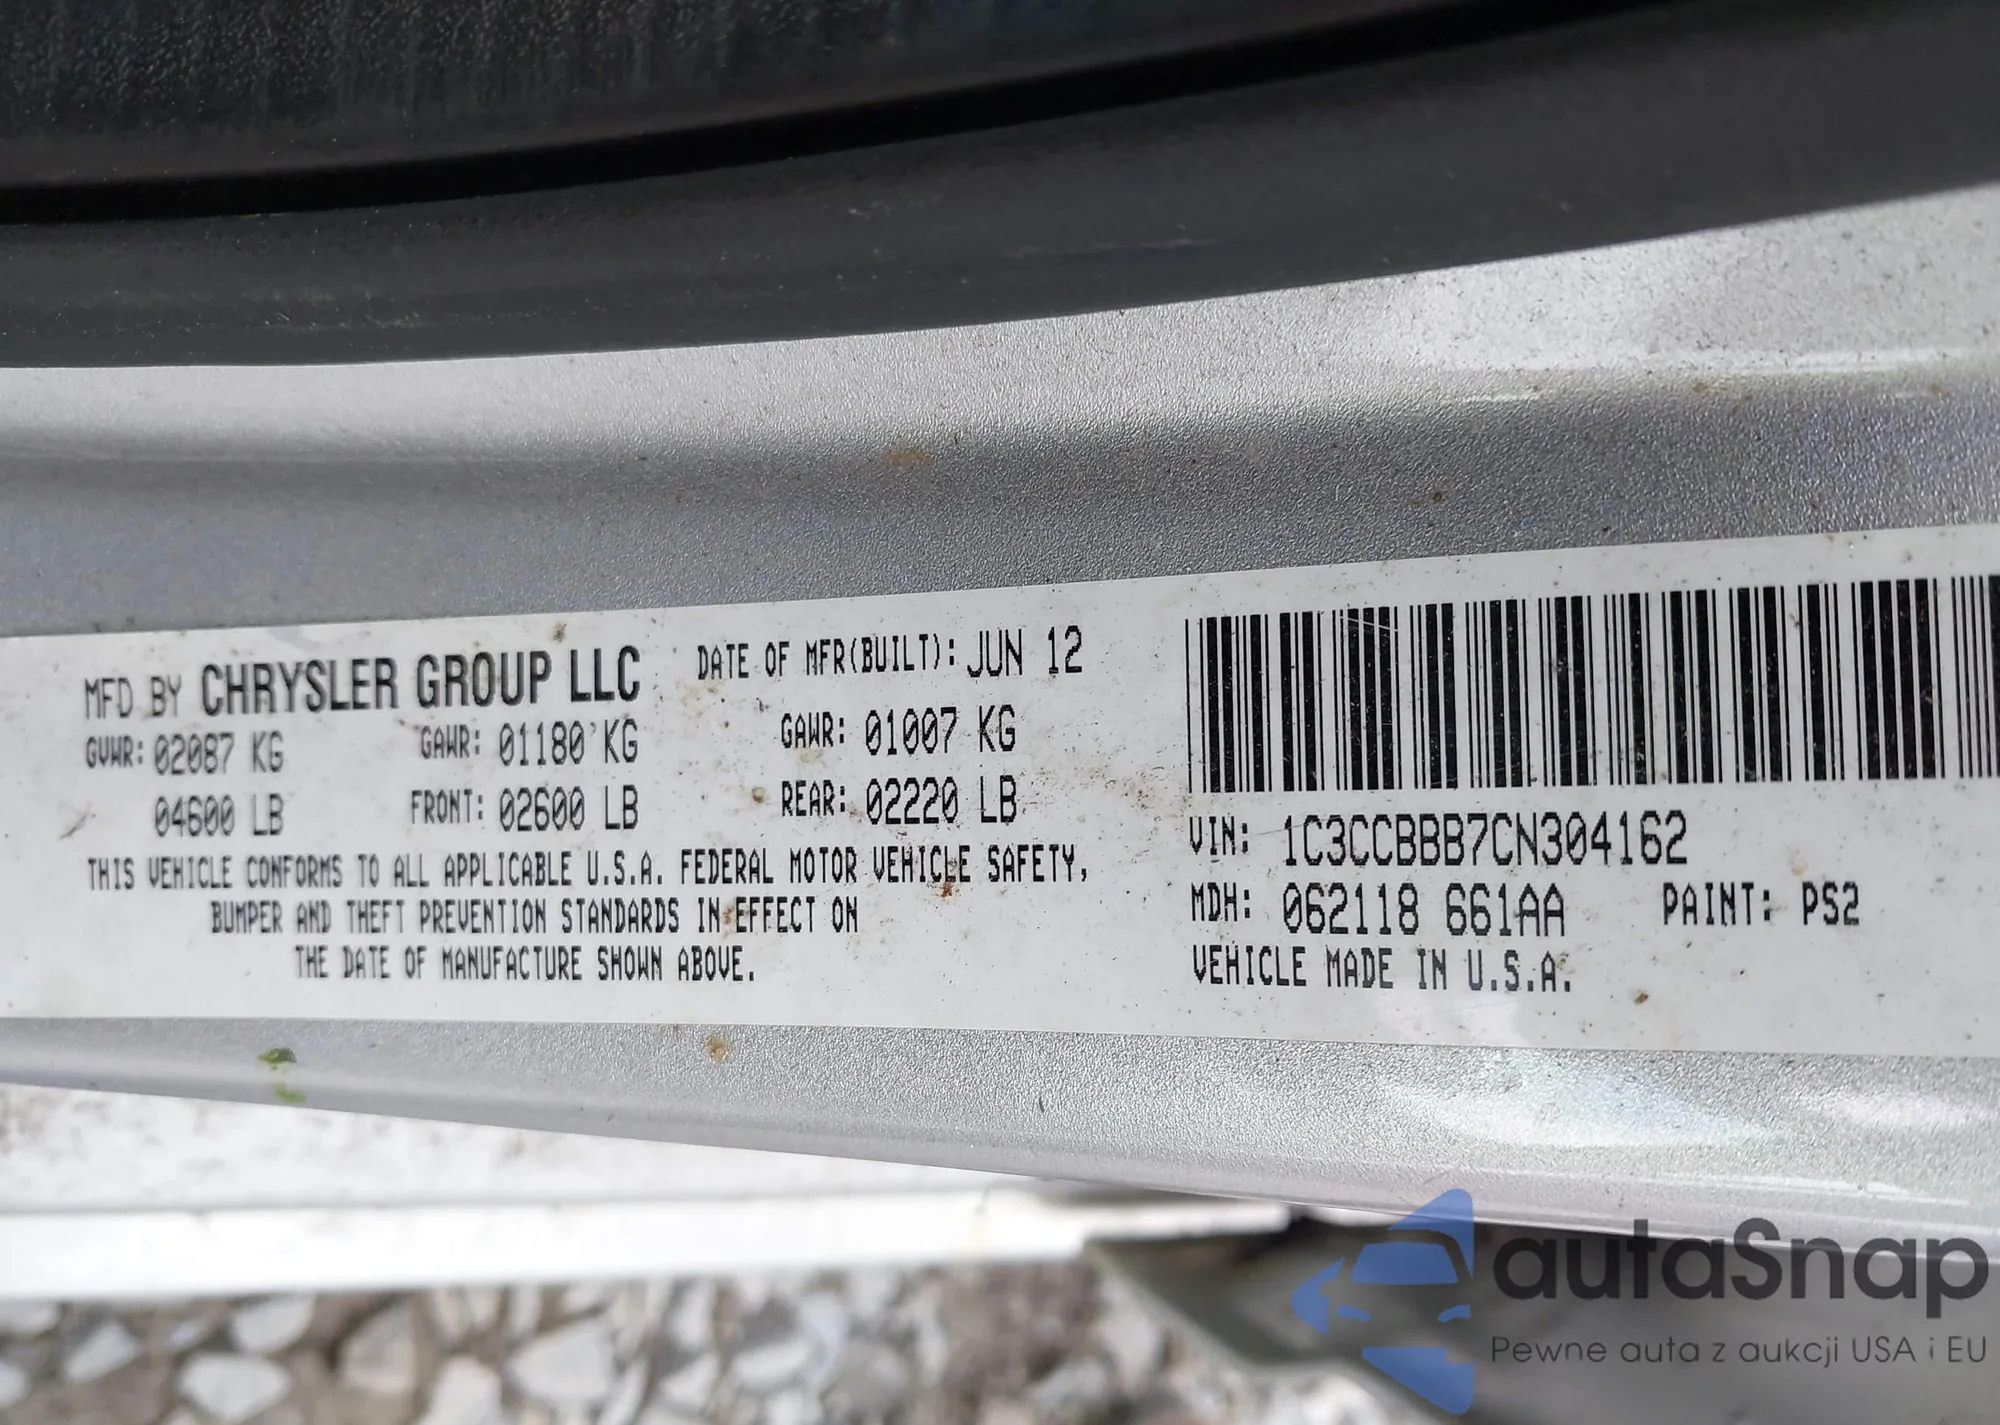 MFD BY CHRYSLER GROUP LLC DATE OF MFR(BUILT): JUN 12
GVWR: 02087 KG GAWR: 01180 KG GAWR: 01007 KG
04600 LB FRONT: 02600 LB REAR: 02220 LB
THIS VEHICLE CONFORMS TO ALL APPLICABLE U.S.A. FEDERAL MOTOR VEHICLE SAFETY,
BUMPER AND THEFT PREVENTION STANDARDS IN EFFECT ON
THE DATE OF MANUFACTURE SHOWN ABOVE.
VIN: 1C3CCBBB7CN304162
MDH: 062118 661AA PAINT: PS2
VEHICLE MADE IN U.S.A.
autaSnap
Pewne auta z aukcji USA i EU